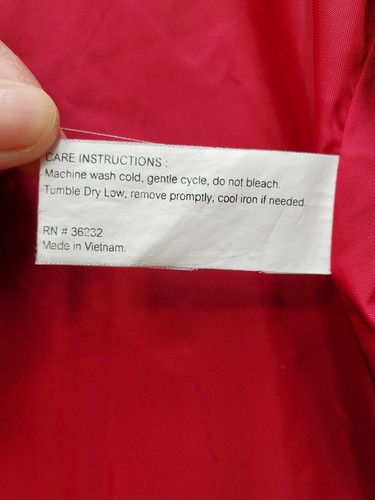 CARE INSTRUCTIONS :
Machine wash cold, gentle cycle, do not bleach.
Tumble Dry Low, remove promptly, cool iron if needed.
RN # 36232
Made in Vietnam.